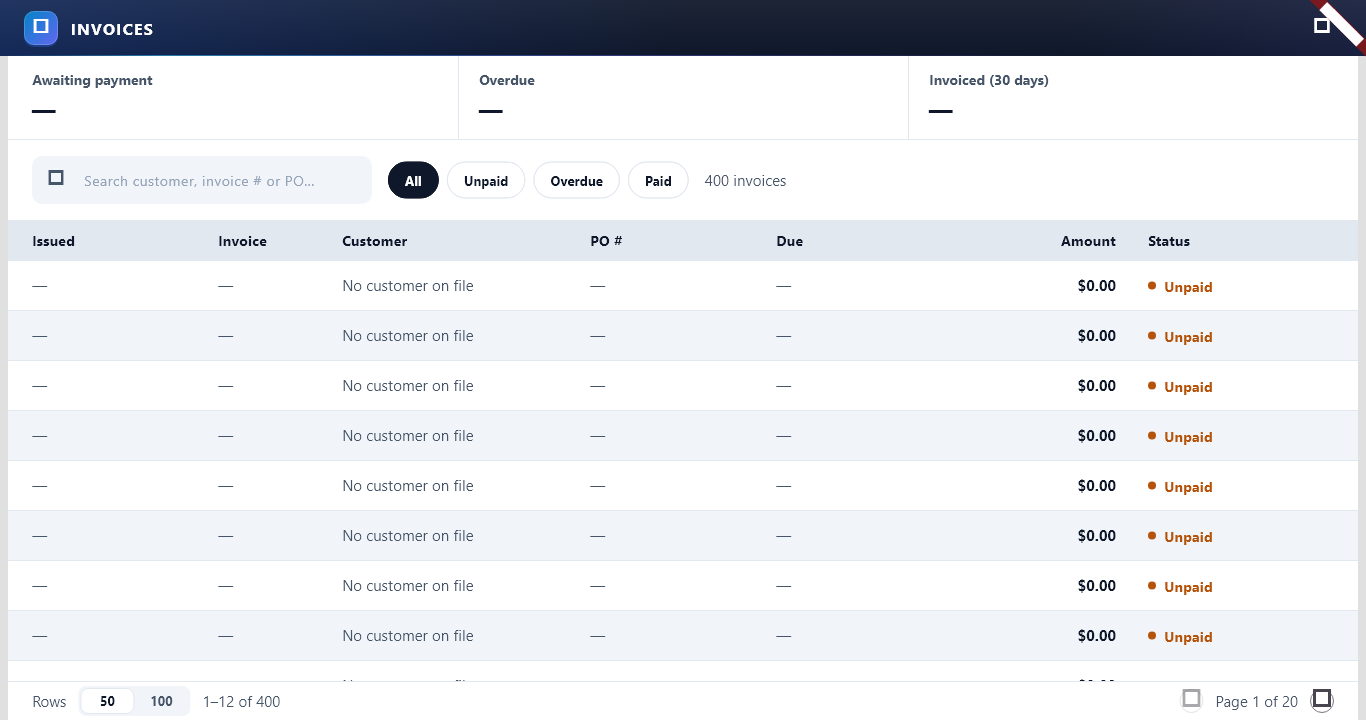 INVOICES
Awaiting payment Overdue Invoiced (30 days)
— — —
Search customer, invoice # or PO... All Unpaid Overdue Paid 400 invoices
Issued Invoice Customer PO # Due Amount Status
— — No customer on file — — $0.00 Unpaid
— — No customer on file — — $0.00 Unpaid
— — No customer on file — — $0.00 Unpaid
— — No customer on file — — $0.00 Unpaid
— — No customer on file — — $0.00 Unpaid
— — No customer on file — — $0.00 Unpaid
— — No customer on file — — $0.00 Unpaid
— — No customer on file — — $0.00 Unpaid
Rows 50 100 1–12 of 400 Page 1 of 20